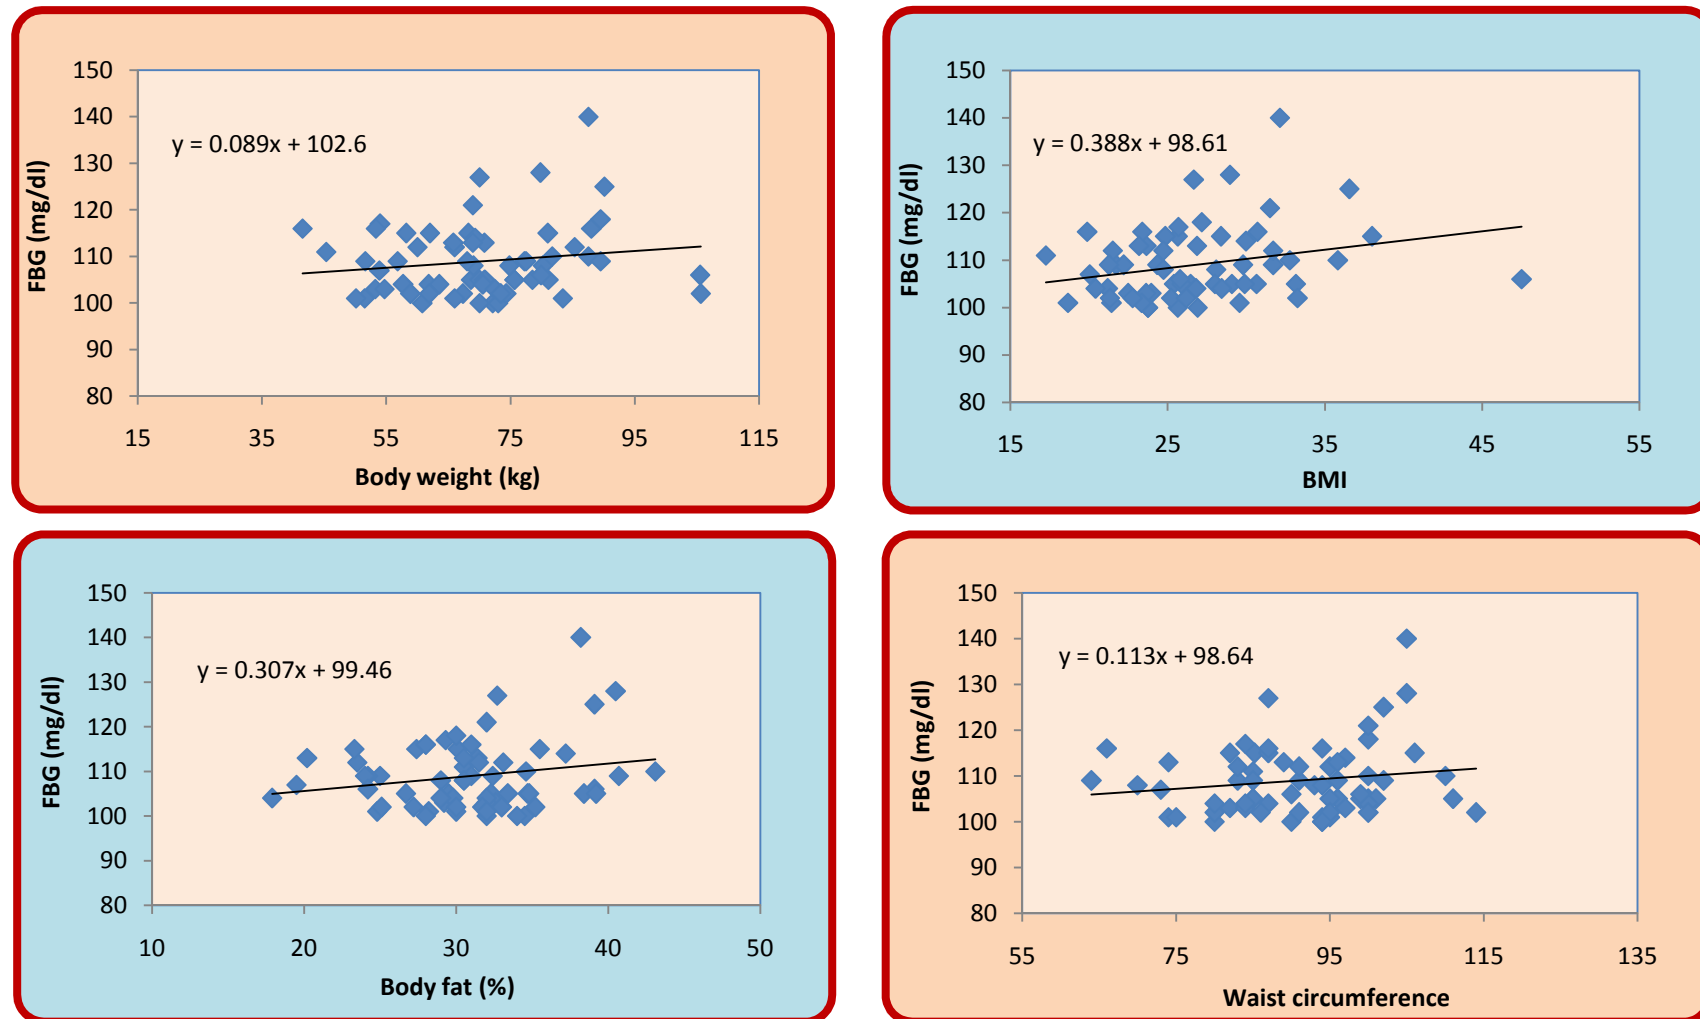 150
140
130
120
110
100
90
80
FBG (mg/dl)
y = 0.089x + 102.6
15 35 55 75 95 115
Body weight (kg)
150
140
130
120
110
100
90
80
FBG (mg/dl)
y = 0.388x + 98.61
15 25 35 45 55
BMI
150
140
130
120
110
100
90
80
FBG (mg/dl)
y = 0.307x + 99.46
10 20 30 40 50
Body fat (%)
150
140
130
120
110
100
90
80
FBG (mg/dl)
y = 0.113x + 98.64
55 75 95 115 135
Waist circumference